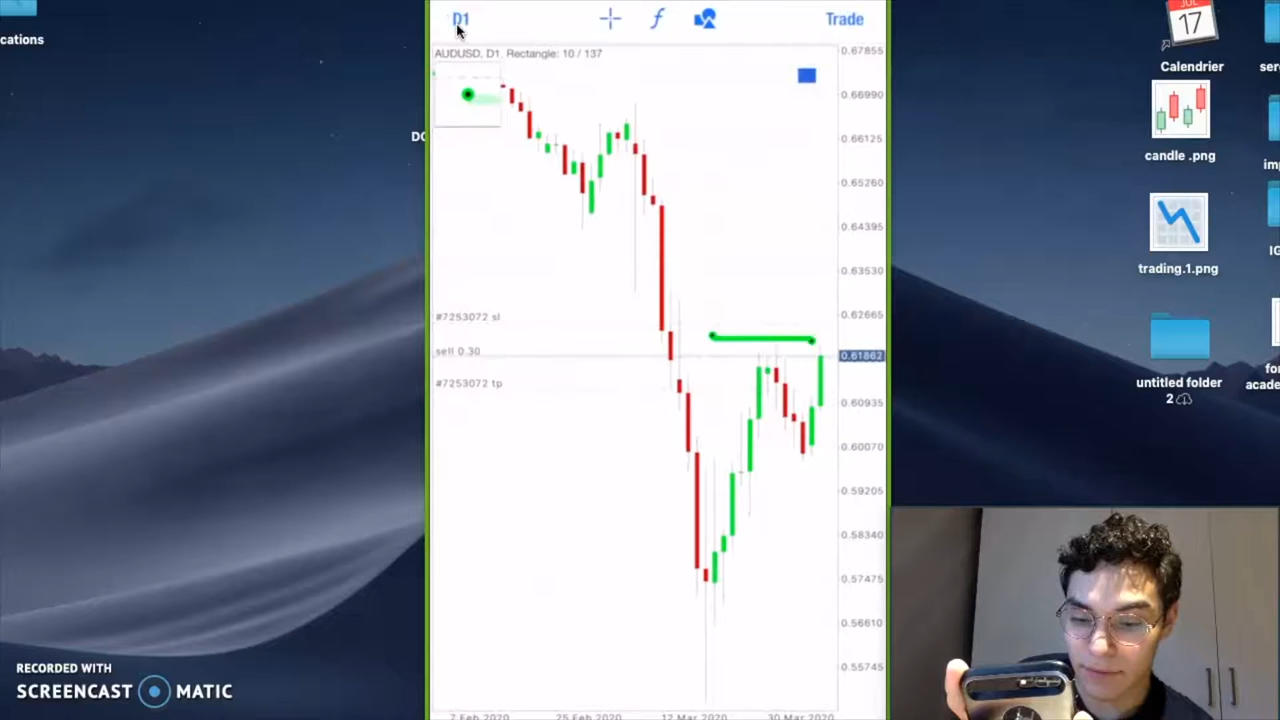 cations
D1
f
Trade
JUL
17
Calendrier
candle .png
trading.1.png
untitled folder
2
AUDUSD, D1, Rectangle: 10 / 137
#7253072 sl
sell 0.30
#7253072 tp
0.67855
0.66990
0.66125
0.65260
0.64395
0.63530
0.62665
0.61862
0.60935
0.60070
0.59205
0.58340
0.57475
0.56610
0.55745
7 Feb 2020
25 Feb 2020
12 Mar 2020
30 Mar 2020
RECORDED WITH
SCREENCAST MATIC